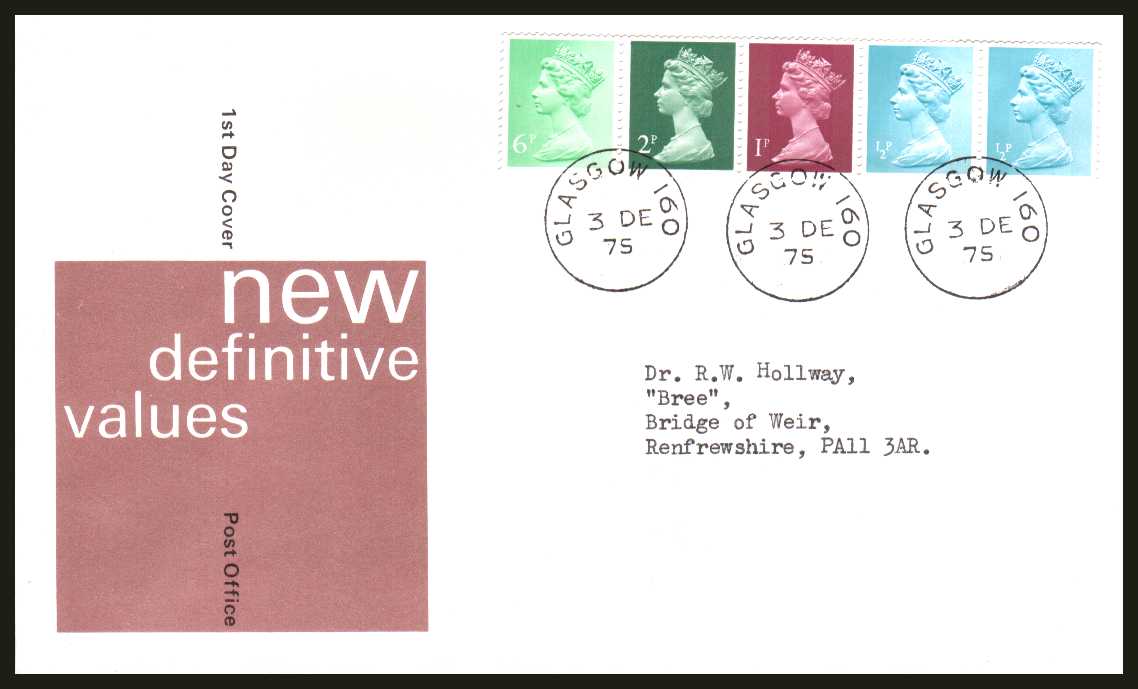 6P
2P
1P
½P
½P
GLASGOW 160
3 DE
75
GLASGOW 160
3 DE
75
GLASGOW 160
3 DE
75
1st Day Cover
new
definitive
values
Post Office
Dr. R.W. Hollway,
"Bree",
Bridge of Weir,
Renfrewshire, PA11 3AR.